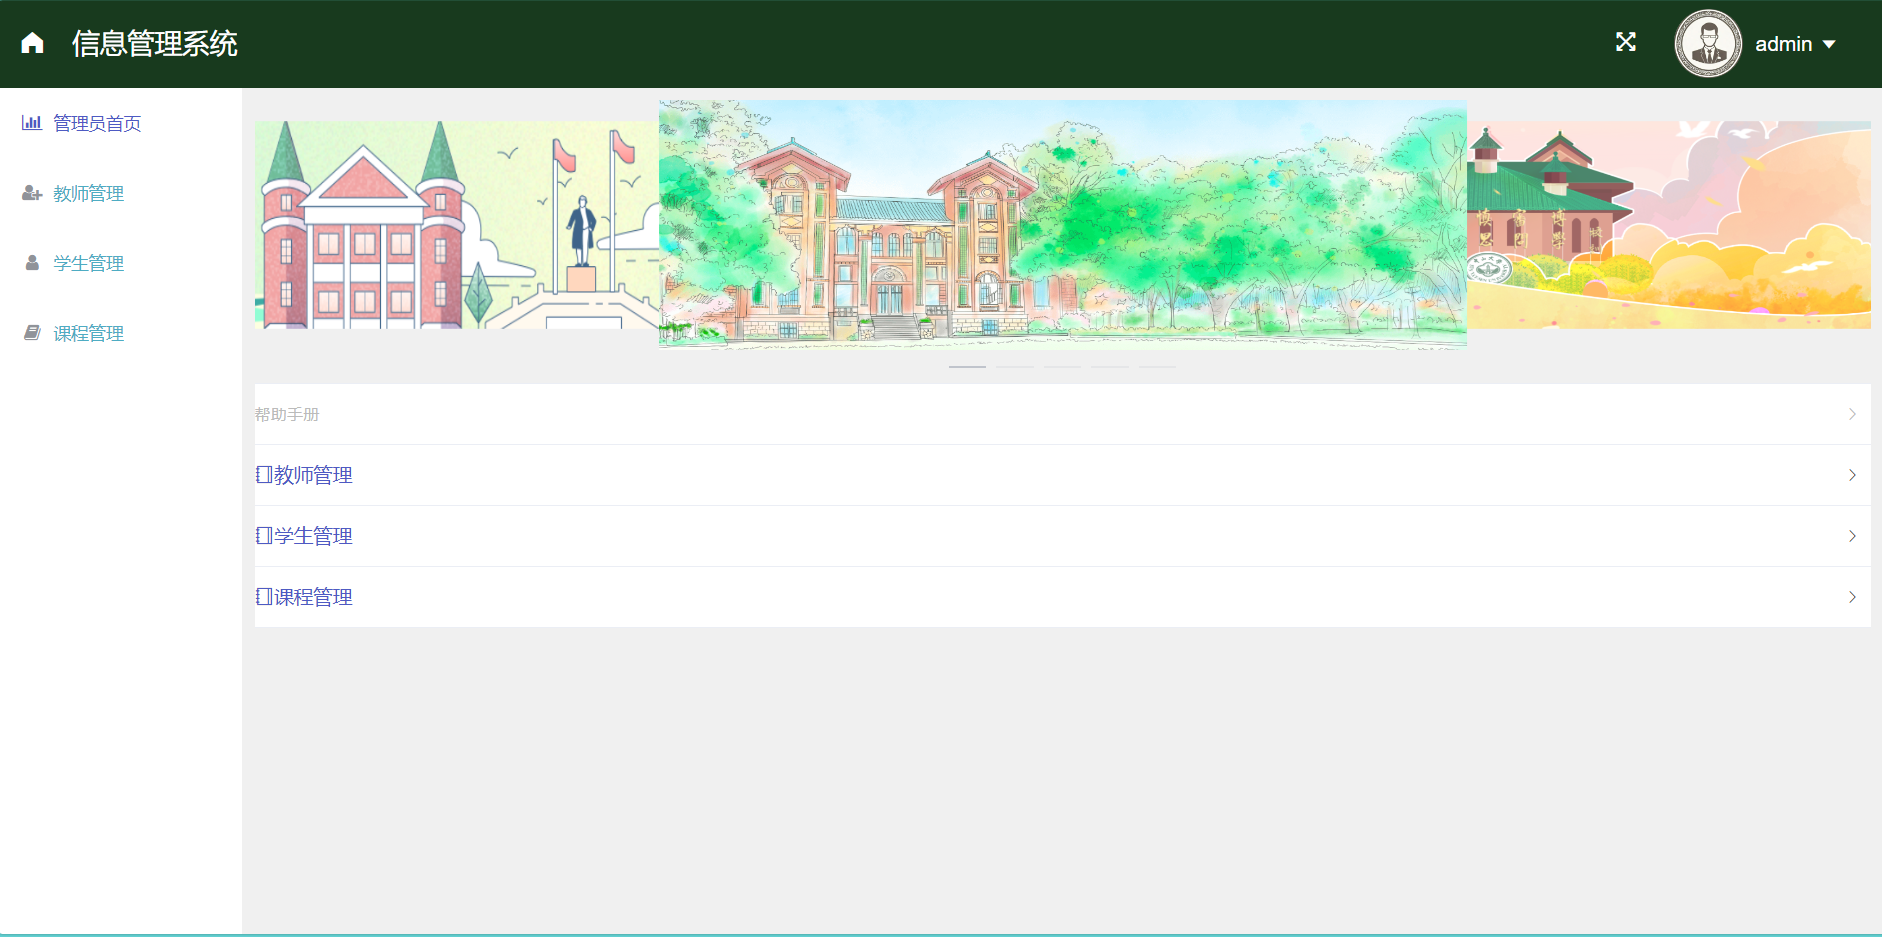 信息管理系统
admin
管理员首页
教师管理
学生管理
课程管理
帮助手册
教师管理
学生管理
课程管理